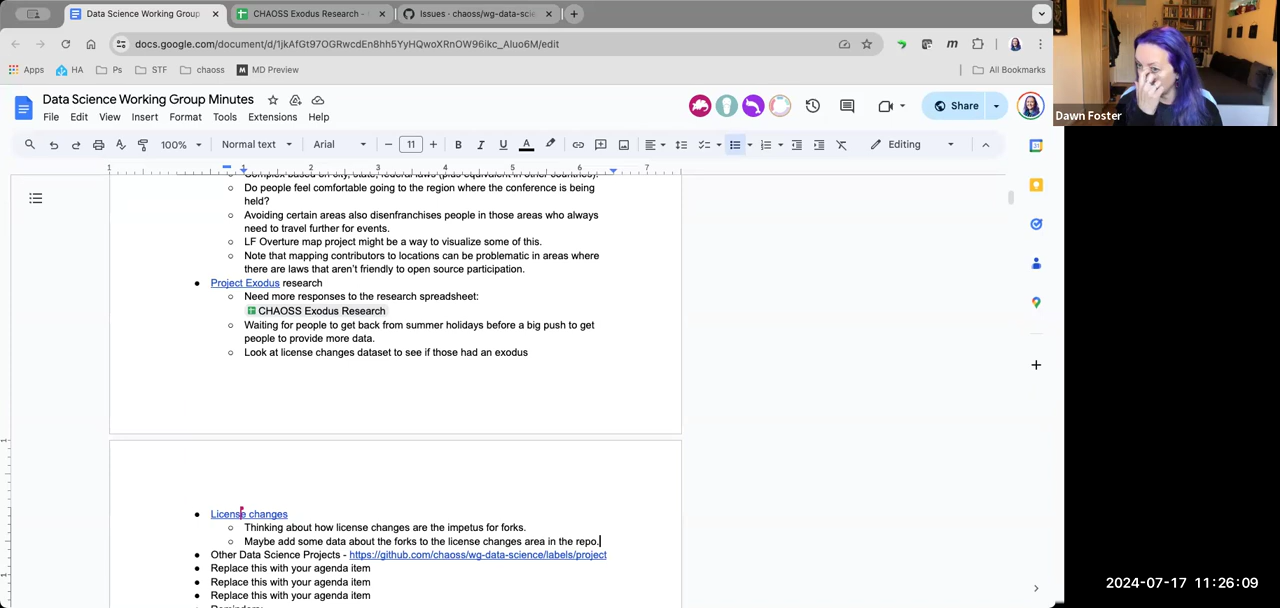 Data Science Working Group
CHAOSS Exodus Research -
Issues · chaoss/wg-data-scie
docs.google.com/document/d/1jkAfGt97OGRwcdEn8hh5YyHQwoXRnOW96ikc_Aluo6M/edit
Apps HA Ps STF chaoss MD Preview All Bookmarks
Dawn Foster
Data Science Working Group Minutes
File Edit View Insert Format Tools Extensions Help
Share
100% Normal text Arial 11 Editing
1 1 2 3 4 5 6 7
Do people feel comfortable going to the region where the conference is being
held?
Avoiding certain areas also disenfranchises people in those areas who always
need to travel further for events.
LF Overture map project might be a way to visualize some of this.
Note that mapping contributors to locations can be problematic in areas where
there are laws that aren't friendly to open source participation.
Project Exodus research
Need more responses to the research spreadsheet:
CHAOSS Exodus Research
Waiting for people to get back from summer holidays before a big push to get
people to provide more data.
Look at license changes dataset to see if those had an exodus
License changes
Thinking about how license changes are the impetus for forks.
Maybe add some data about the forks to the license changes area in the repo.
Other Data Science Projects - https://github.com/chaoss/wg-data-science/labels/project
Replace this with your agenda item
Replace this with your agenda item
Replace this with your agenda item
2024-07-17 11:26:09